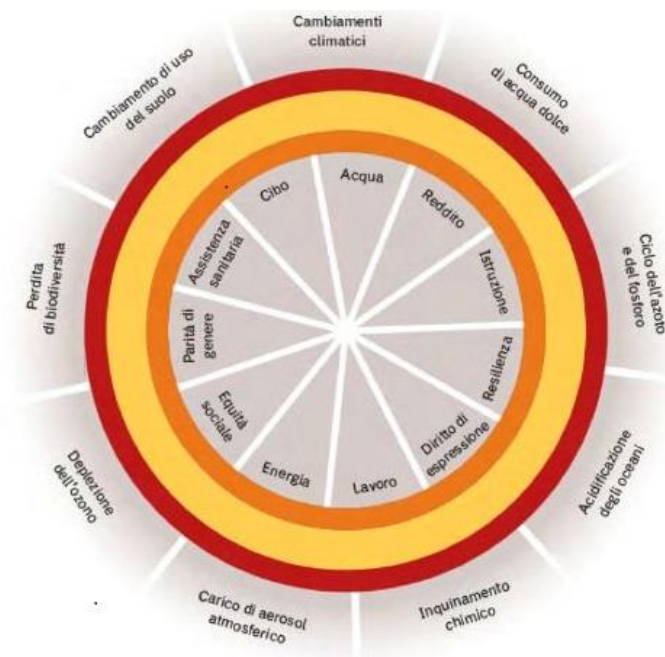 Cambiamenti
climatici
Consumo
di acqua dolce
Ciclo dell'azoto
e del fosforo
Acidificazione
degli oceani
Inquinamento
chimico
Carico di aerosol
atmosferico
Deplezione
dell'ozono
Perdita
di biodiversità
Cambiamento di uso
del suolo
Acqua
Reddito
Istruzione
Resilienza
Diritto di
espressione
Lavoro
Energia
Equità
sociale
Parità di
genere
Assistenza
sanitaria
Cibo